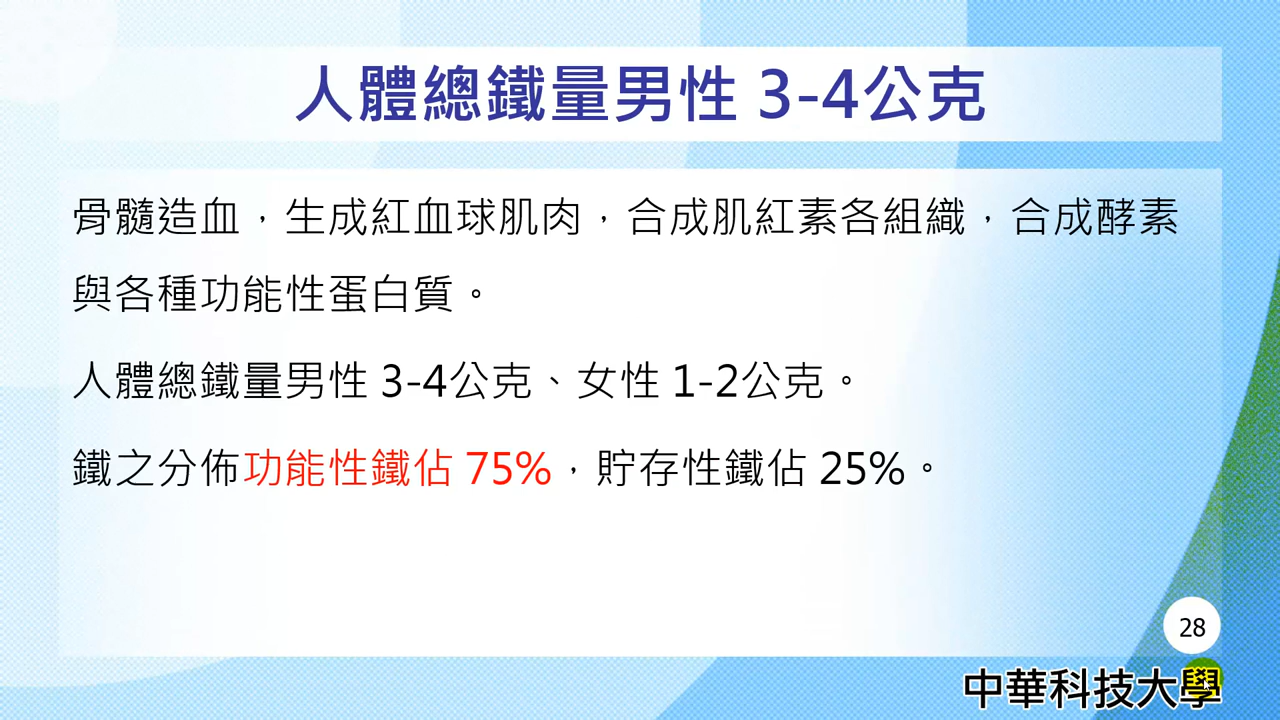 人體總鐵量男性 3-4公克
骨髓造血，生成紅血球肌肉，合成肌紅素各組織，合成酵素
與各種功能性蛋白質。
人體總鐵量男性 3-4公克、女性 1-2公克。
鐵之分佈功能性鐵佔 75%，貯存性鐵佔 25%。
28
中華科技大學